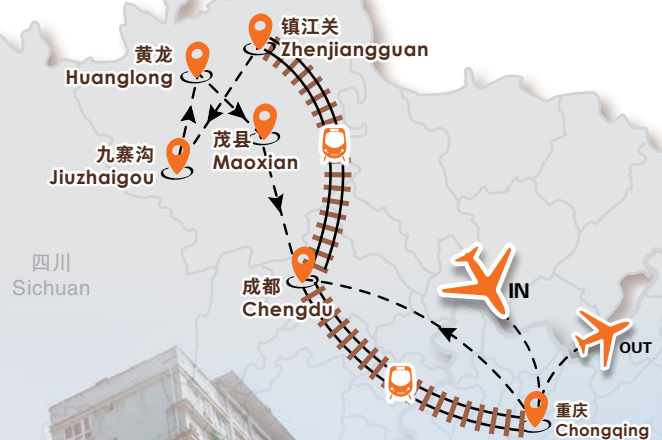 镇江关
Zhenjiangguan
黄龙
Huanglong
茂县
Maoxian
九寨沟
Jiuzhaigou
四川
Sichuan
成都
Chengdu
IN
OUT
重庆
Chongqing